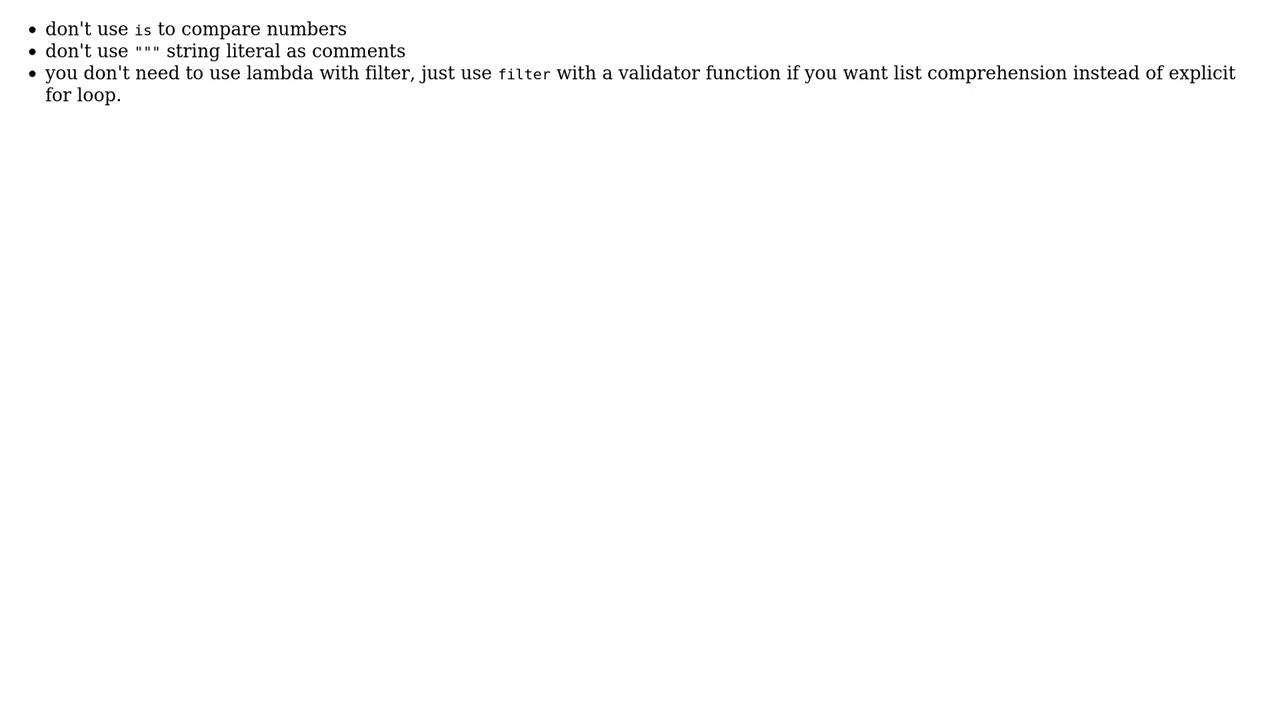 • don't use is to compare numbers
• don't use """ string literal as comments
• you don't need to use lambda with filter, just use filter with a validator function if you want list comprehension instead of explicit
for loop.